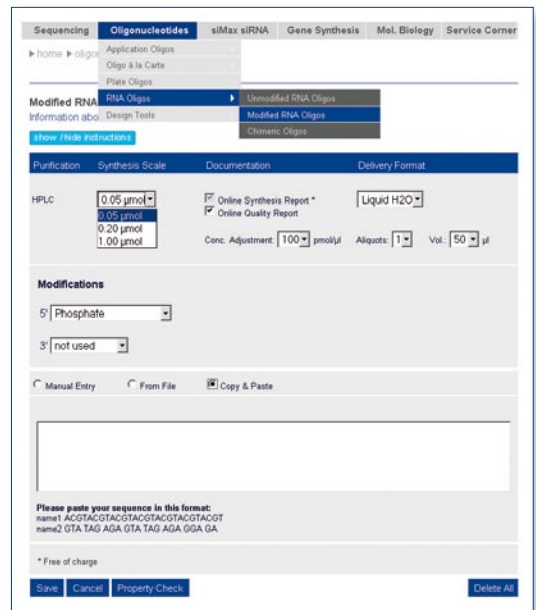 Sequencing Oligonucleotides siMax siRNA Gene Synthesis Mol. Biology Service Corner
home oligo
Application Oligos
Oligo à la Carte
Plate Oligos
RNA Oligos
Design Tools
Unmodified RNA Oligos
Modified RNA Oligos
Chimeric Oligos
Modified RNA
Information abo
show / hide instructions
Purification Synthesis Scale Documentation Delivery Format
HPLC 0.05 µmol Online Synthesis Report * Liquid H2O
0.05 µmol Online Quality Report
0.20 µmol
1.00 µmol Conc. Adjustment: 100 pmol/µl Aliquots: 1 Vol.: 50 µl
Modifications
5' Phosphate
3' not used
Manual Entry From File Copy & Paste
Please paste your sequence in this format:
name1 ACGTACGTACGTACGTACGTACGT
name2 GTA TAG AGA GTA TAG AGA GGA GA
* Free of charge
Save Cancel Property Check Delete All